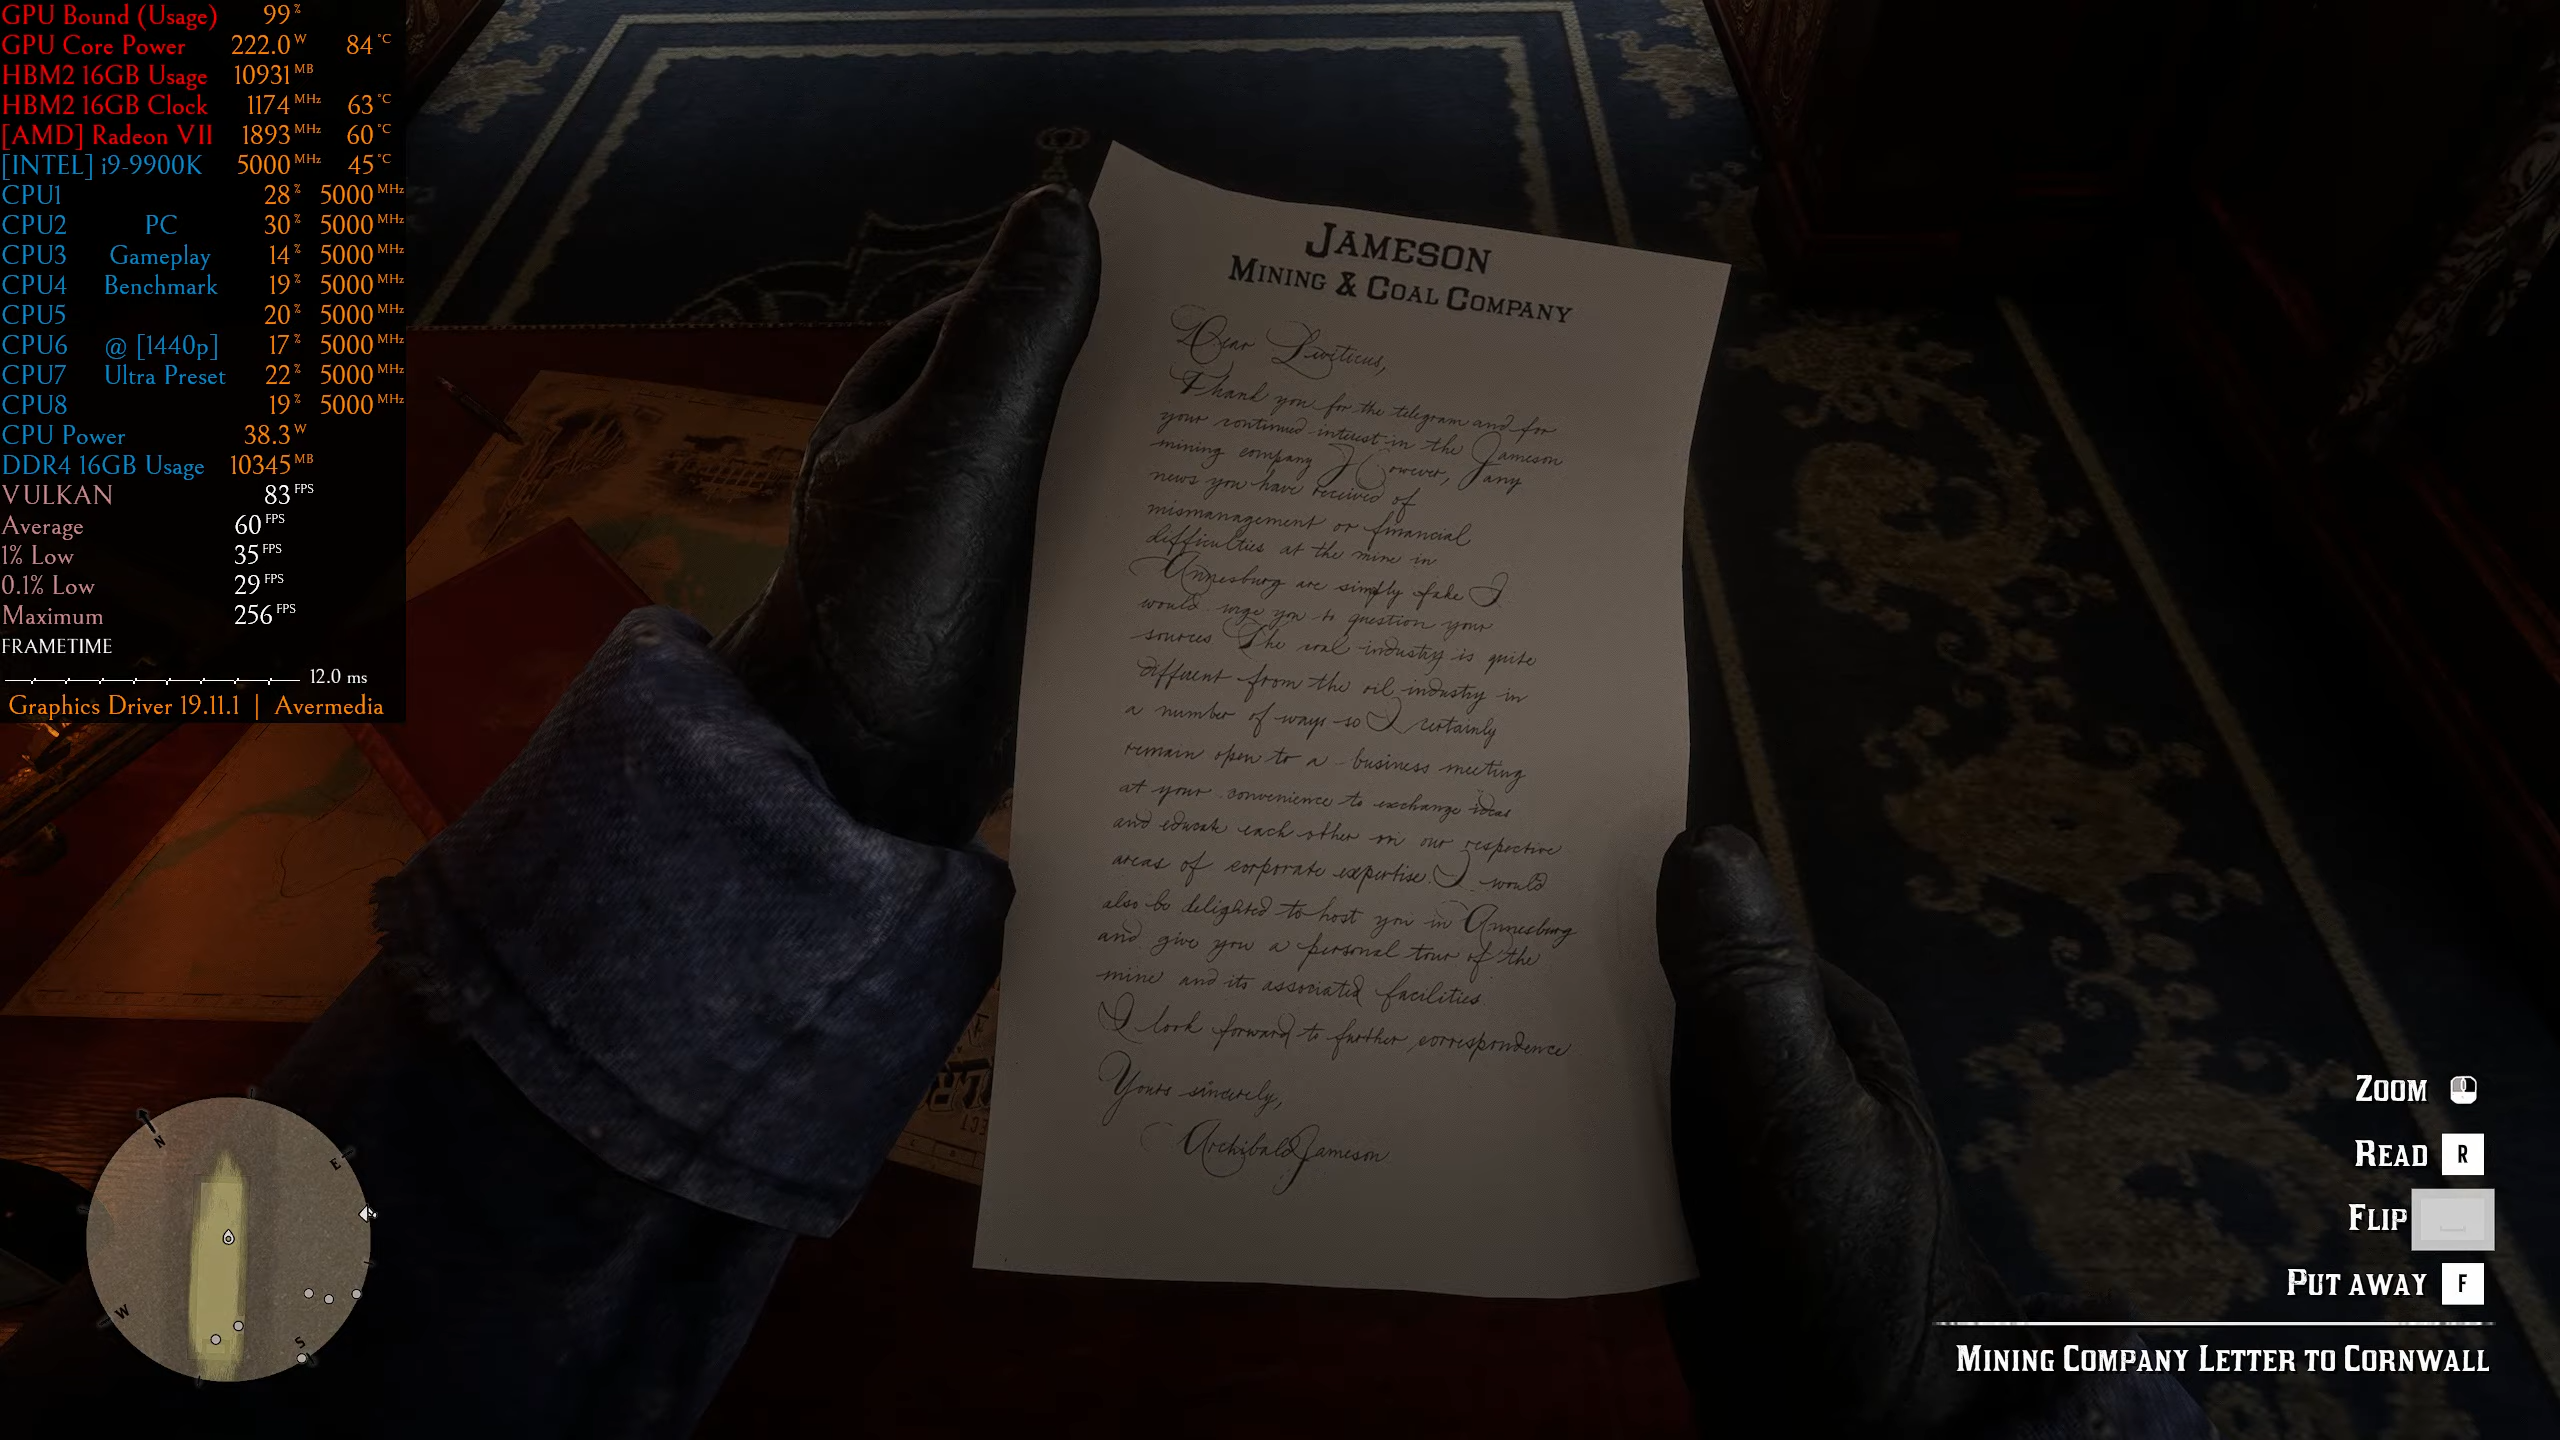 GPU Bound (Usage) 99 %
GPU Core Power 222.0 W 84 °C
HBM2 16GB Usage 10931 MB
HBM2 16GB Clock 1174 MHz 63 °C
[AMD] Radeon VII 1893 MHz 60 °C
[INTEL] i9-9900K 5000 MHz 45 °C
CPU1 28 % 5000 MHz
CPU2 PC 30 % 5000 MHz
CPU3 Gameplay 14 % 5000 MHz
CPU4 Benchmark 19 % 5000 MHz
CPU5 20 % 5000 MHz
CPU6 @ [1440p] 17 % 5000 MHz
CPU7 Ultra Preset 22 % 5000 MHz
CPU8 19 % 5000 MHz
CPU Power 38.3 W
DDR4 16GB Usage 10345 MB
VULKAN 83 FPS
Average 60 FPS
1% Low 35 FPS
0.1% Low 29 FPS
Maximum 256 FPS
FRAMETIME
12.0 ms
Graphics Driver 19.11.1 | Avermedia
JAMESON
MINING & COAL COMPANY
Dear Leviticus,
Thank you for the telegram and for
your continued interest in the Jameson
mining company However, any
news you have received of
mismanagement or financial
difficulties at the mine in
Annesburg are simply fake I
would urge you to question your
sources The coal industry is quite
different from the oil industry in
a number of ways so I certainly
remain open to a business meeting
at your convenience to exchange ideas
and educate each other on our respective
areas of corporate expertise. I would
also be delighted to host you in Annesburg
and give you a personal tour of the
mine and its associated facilities
I look forward to further correspondence
Yours sincerely,
Archibald Jameson
N
E
W
S
ZOOM
READ R
FLIP
PUT AWAY F
MINING COMPANY LETTER TO CORNWALL